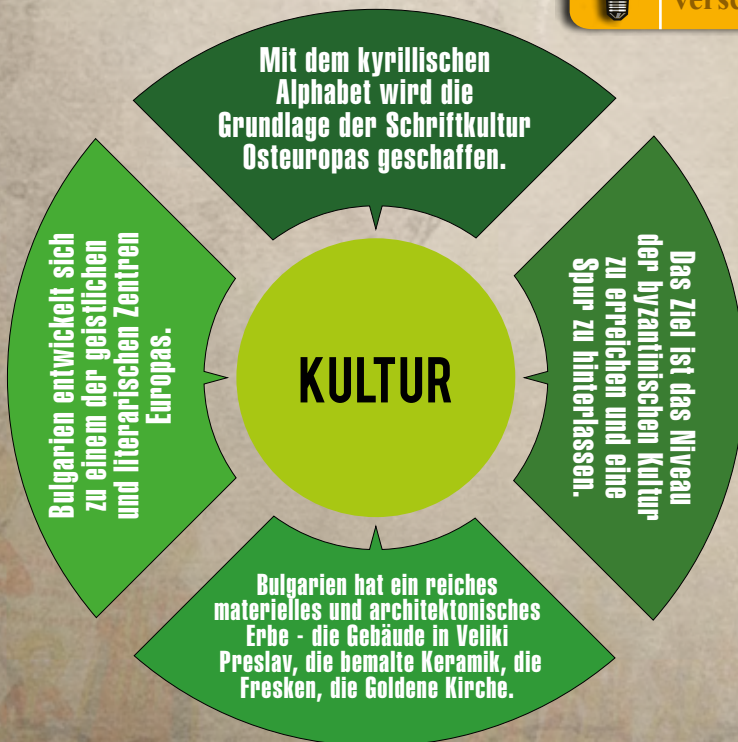 Mit dem kyrillischen
Alphabet wird die
Grundlage der Schriftkultur
Osteuropas geschaffen.
Das Ziel ist das Niveau
der byzantinischen Kultur
zu erreichen und eine
Spur zu hinterlassen.
KULTUR
Bulgarien entwickelt sich
zu einem der geistlichen
und literarischen Zentren
Europas.
Bulgarien hat ein reiches
materielles und architektonisches
Erbe - die Gebäude in Veliki
Preslav, die bemalte Keramik, die
Fresken, die Goldene Kirche.